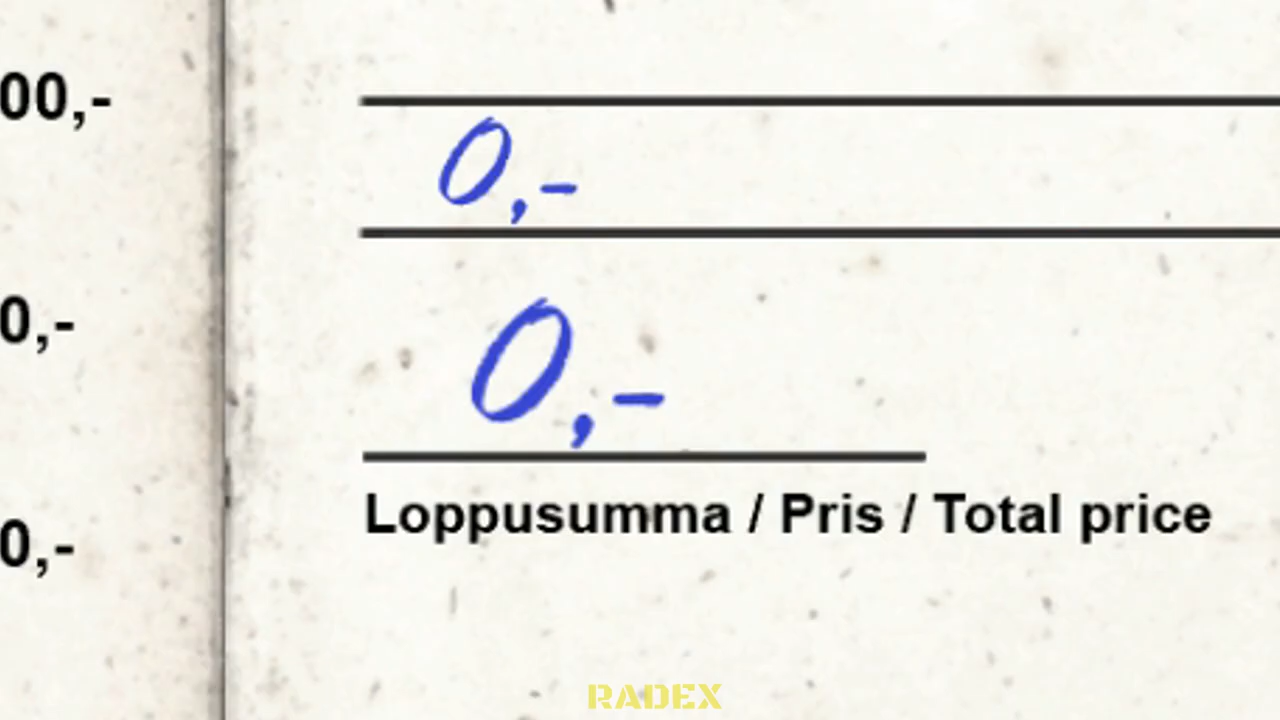 00,-
0,-
0,-
0,-
0,-
Loppusumma / Pris / Total price
RADEX